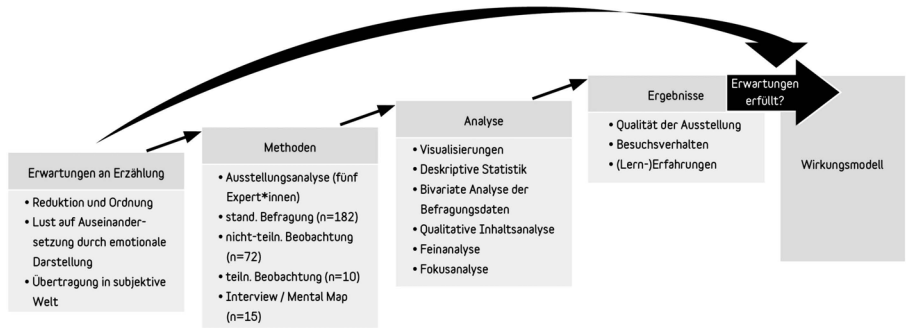 Erwartungen an Erzählung
• Reduktion und Ordnung
• Lust auf Auseinander-
setzung durch emotionale
Darstellung
• Übertragung in subjektive
Welt
Methoden
• Ausstellungsanalyse (fünf
Expert*innen)
• stand. Befragung (n=182)
• nicht-teiln. Beobachtung
(n=72)
• teiln. Beobachtung (n=10)
• Interview / Mental Map
(n=15)
Analyse
• Visualisierungen
• Deskriptive Statistik
• Bivariate Analyse der
Befragungsdaten
• Qualitative Inhaltsanalyse
• Feinanalyse
• Fokusanalyse
Ergebnisse
• Qualität der Ausstellung
• Besuchsverhalten
• (Lern-)Erfahrungen
Erwartungen
erfüllt?
Wirkungsmodell